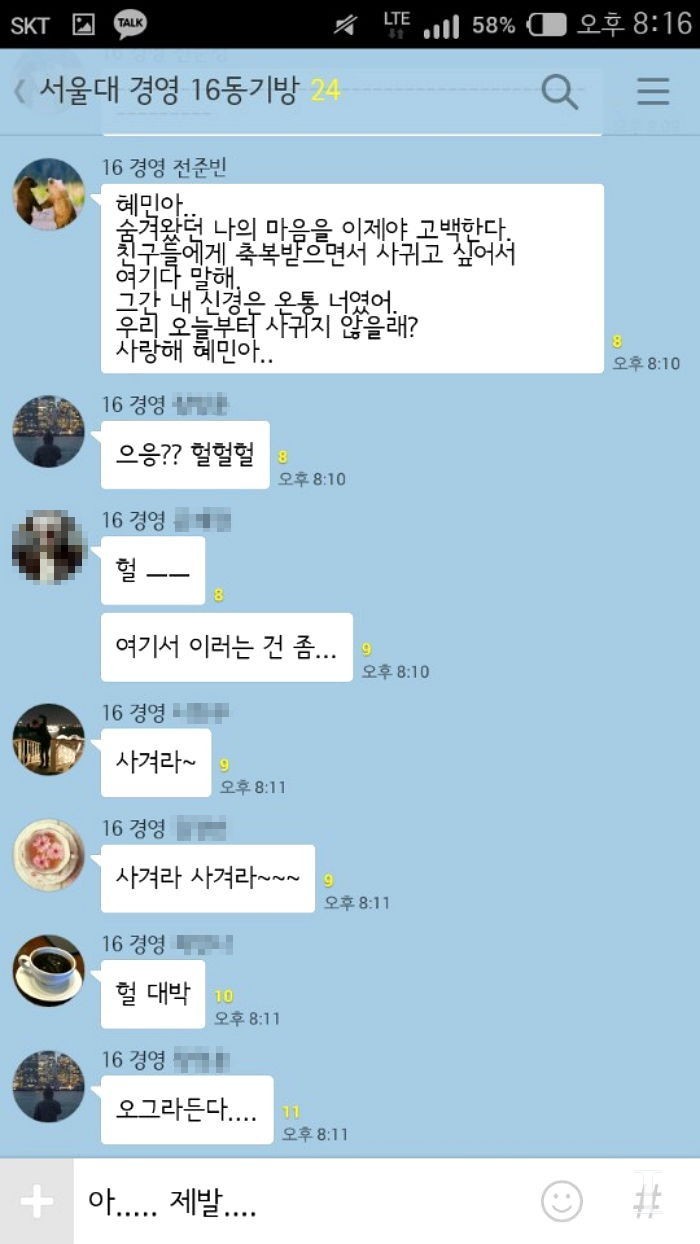 SKT TALK LTE 58% 오후 8:16
서울대 경영 16동기방 24
16 경영 전준빈
혜민아..
숨겨왔던 나의 마음을 이제야 고백한다.
친구들에게 축복받으면서 사귀고 싶어서
여기다 말해.
그간 내 신경은 온통 너였어.
우리 오늘부터 사귀지 않을래?
사랑해 혜민아..
8
오후 8:10
16 경영
으응?? 헐헐헐
8
오후 8:10
16 경영
헐 ㅡㅡ
8
여기서 이러는 건 좀...
9
오후 8:10
16 경영
사겨라~
9
오후 8:11
16 경영
사겨라 사겨라~~~
9
오후 8:11
16 경영
헐 대박
10
오후 8:11
16 경영
오그라든다....
11
오후 8:11
아..... 제발....
#